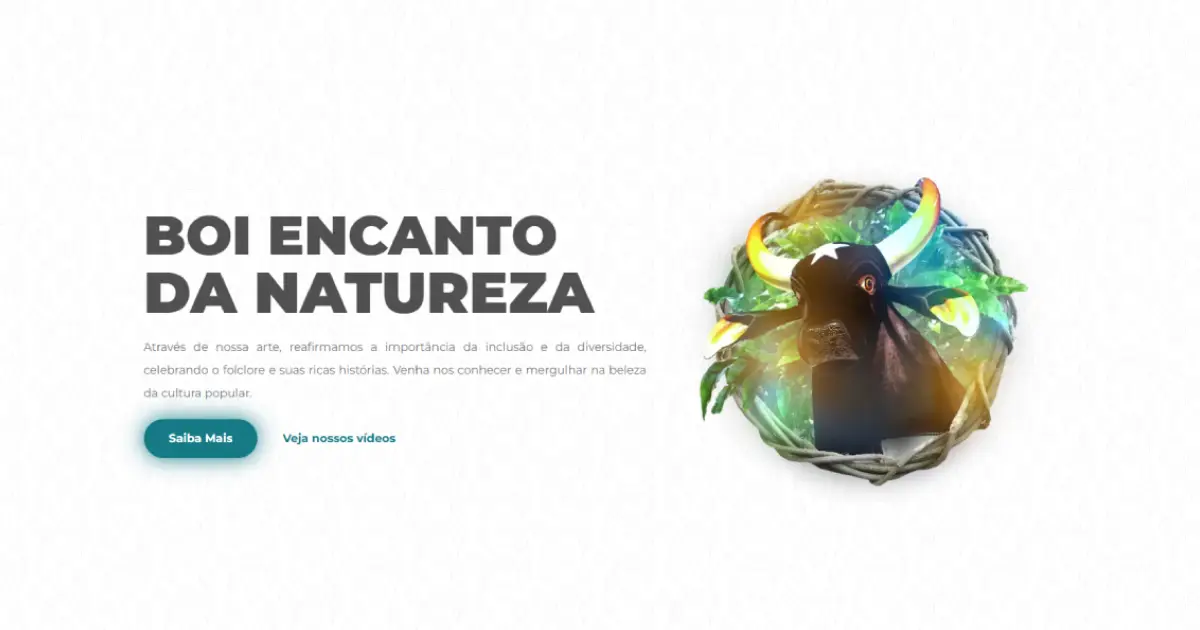 BOI ENCANTO
DA NATUREZA
Através de nossa arte, reafirmamos a importância da inclusão e da diversidade,
celebrando o folclore e suas ricas histórias. Venha nos conhecer e mergulhar na beleza
da cultura popular.
Saiba Mais
Veja nossos vídeos